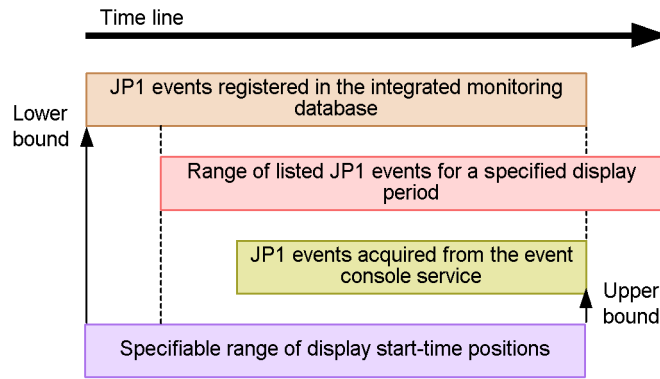 Time line
JP1 events registered in the integrated monitoring
database
Lower
bound
Range of listed JP1 events for a specified display
period
JP1 events acquired from the event
console service
Upper
bound
Specifiable range of display start-time positions